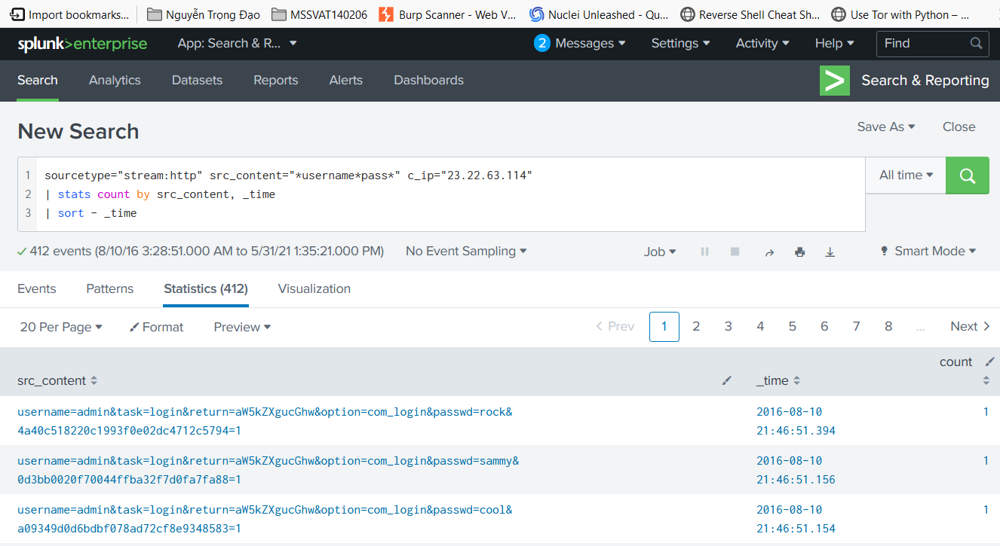 Import bookmarks... Nguyễn Trọng Đạo MSSVAT140206 Burp Scanner - Web V... Nuclei Unleashed - Qu... Reverse Shell Cheat Sh... Use Tor with Python – ...
splunk>enterprise App: Search & R... 2 Messages Settings Activity Help Find
Search Analytics Datasets Reports Alerts Dashboards > Search & Reporting
New Search Save As Close
1 sourcetype="stream:http" src_content="*username*pass*" c_ip="23.22.63.114" All time
2 | stats count by src_content, _time
3 | sort - _time
412 events (8/10/16 3:28:51.000 AM to 5/31/21 1:35:21.000 PM) No Event Sampling Job Smart Mode
Events Patterns Statistics (412) Visualization
20 Per Page Format Preview Prev 1 2 3 4 5 6 7 8 ... Next
src_content _time count
username=admin&task=login&return=aW5kZXgucGhw&option=com_login&passwd=rock& 2016-08-10 1
4a40c518220c1993f0e02dc4712c5794=1 21:46:51.394
username=admin&task=login&return=aW5kZXgucGhw&option=com_login&passwd=sammy& 2016-08-10 1
0d3bb0020f70044ffba32f7d0fa7fa88=1 21:46:51.156
username=admin&task=login&return=aW5kZXgucGhw&option=com_login&passwd=cool& 2016-08-10 1
a09349d0d6bdbf078ad72cf8e9348583=1 21:46:51.154